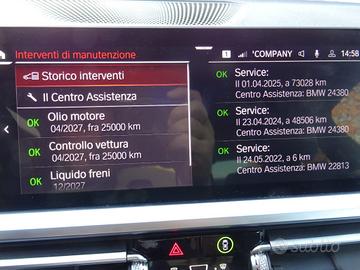 Interventi di manutenzione
1 'COMPANY 14:58
Storico interventi
Il Centro Assistenza
OK Olio motore
04/2027, fra 25000 km
OK Controllo vettura
04/2027, fra 25000 km
OK Liquido freni
12/2027
OK Service:
Il 01.04.2025, a 73028 km
Centro Assistenza: BMW 24380
OK Service:
Il 23.04.2024, a 48506 km
Centro Assistenza: BMW 24380
OK Service:
Il 24.05.2022, a 6 km
Centro Assistenza: BMW 22813
subito